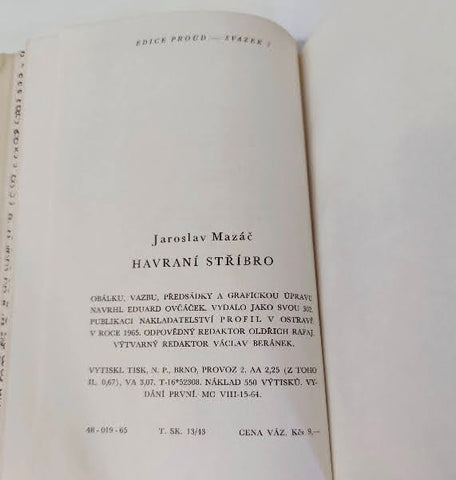 EDICE PROUD — SVAZEK
Jaroslav Mazáč
HAVRANÍ STŘÍBRO
OBÁLKU, VAZBU, PŘEDSÁDKY A GRAFICKOU ÚPRAVU
NAVRHL EDUARD OVČÁČEK. VYDALO JAKO SVOU 302.
PUBLIKACI NAKLADATELSTVÍ PROFIL V OSTRAVĚ
V ROCE 1965. ODPOVĚDNÝ REDAKTOR OLDŘICH RAFAJ.
VÝTVARNÝ REDAKTOR VÁCLAV BERÁNEK.
VYTISKL TISK, N. P., BRNO, PROVOZ 2. AA 2,25 (Z TOHO
IL. 0,67), VA 3,07. T-16*52308. NÁKLAD 550 VÝTISKŮ. VY-
DÁNÍ PRVNÍ. MC VIII-15-64.
48-019-65 T. SK. 13/43 CENA VÁZ. Kčs 9,—